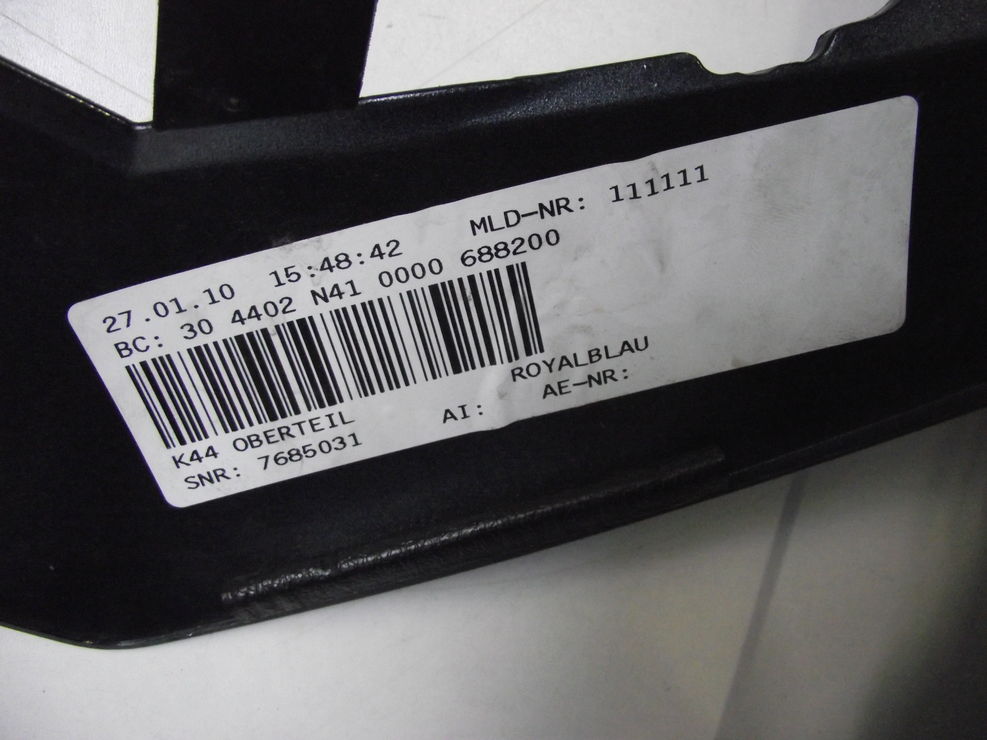 27.01.10 15:48:42 MLD-NR: 111111
BC: 30 4402 N41 0000 688200
K44 OBERTEIL ROYALBLAU
SNR: 7685031 AI: AE-NR: